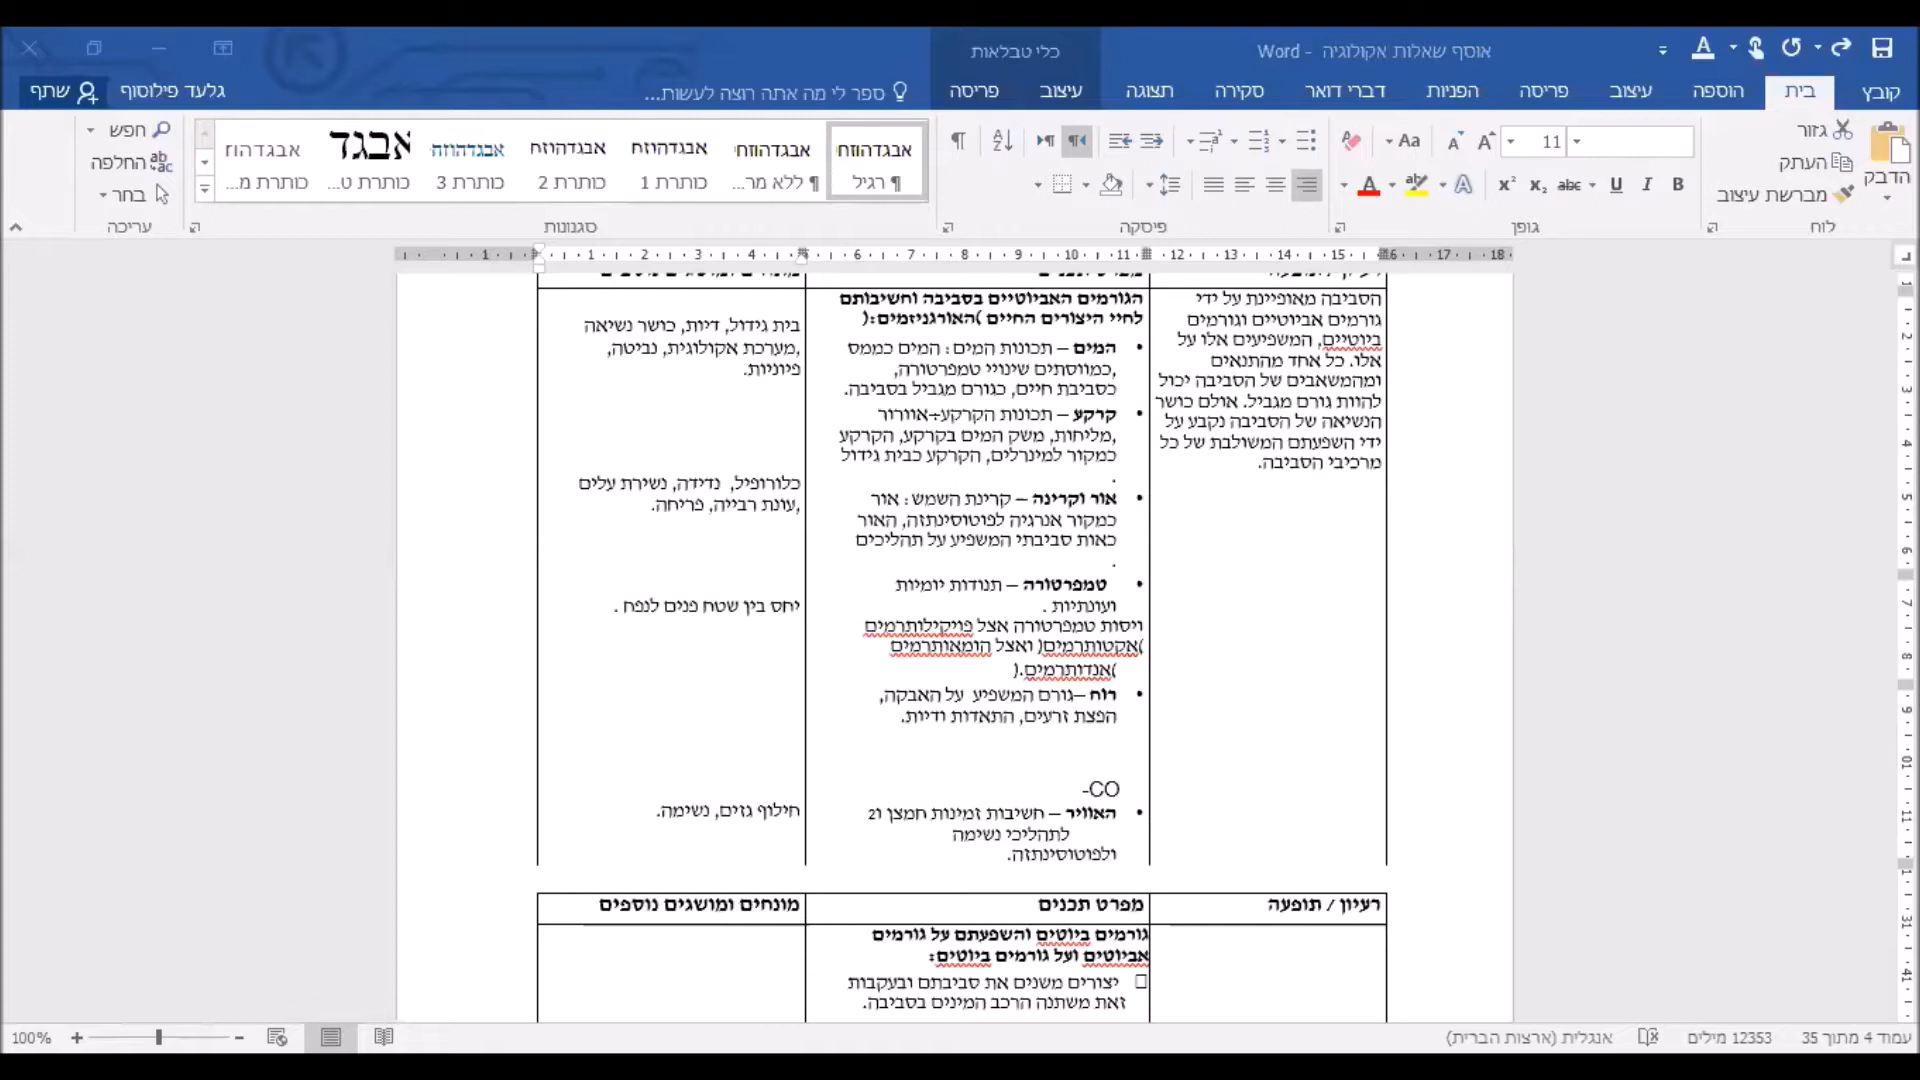 אוסף שאלות אקולוגיה - Word
כלי טבלאות
קובץ
בית
הוספה
עיצוב
פריסה
הפניות
דברי דואר
סקירה
תצוגה
עיצוב
פריסה
ספר לי מה אתה רוצה לעשות...
גלעד פילוסוף
שתף
הדבק
גזור
העתק
מברשת עיצוב
לוח
11
גופן
פיסקה
אבגדהוזח
¶ רגיל
אבגדהוזח
¶ ללא מר...
אבגדהוזח
כותרת 1
אבגדהוזח
כותרת 2
אבגדהוזח
כותרת 3
אבגד
כותרת ט...
אבגדהוז
כותרת מ...
סגנונות
חפש
החלפה
בחר
עריכה
הסביבה מאופיינת על ידי
גורמים אביוטיים וגורמים
ביוטיים, המשפיעים אלו על
אלו. כל אחד מהתנאים
ומהמשאבים של הסביבה יכול
להוות גורם מגביל. אולם כושר
הנשיאה של הסביבה נקבע על
ידי השפעתם המשולבת של כל
מרכיבי הסביבה.
הגורמים האביוטיים בסביבה וחשיבותם
לחיי היצורים החיים )האורגניזמים:(
• המים – תכונות המים: המים כממס
,כמווסתים שינויי טמפרטורה,
כסביבת חיים, כגורם מגביל בסביבה.
• קרקע – תכונות הקרקע÷אוורור
,מליחות, משק המים בקרקע, הקרקע
כמקור למינרלים, הקרקע כבית גידול
.
• אור וקרינה – קרינת השמש: אור
כמקור אנרגיה לפוטוסינתזה, האור
כאות סביבתי המשפיע על תהליכים
.
• טמפרטורה – תנודות יומיות
ועונתיות .
ויסות טמפרטורה אצל פויקילותרמים
)אקטותרמים( ואצל הומאותרמים
)אנדותרמים.(
• רוח –גורם המשפיע על האבקה,
הפצת זרעים, התאדות ודיות.
-CO
• האוויר – חשיבות זמינות חמצן ו2
לתהליכי נשימה
ולפוטוסינתזה.
בית גידול, דיות, כושר נשיאה
,מערכת אקולוגית, נביטה,
פיוניות.
כלורופיל, נדידה, נשירת עלים
,עונת רבייה, פריחה.
יחס בין שטח פנים לנפח .
חילוף גזים, נשימה.
רעיון / תופעה
מפרט תכנים
מונחים ומושגים נוספים
גורמים ביוטים והשפעתם על גורמים
אביוטים ועל גורמים ביוטים:
יצורים משנים את סביבתם ובעקבות
זאת משתנה הרכב המינים בסביבה.
עמוד 4 מתוך 35
12353 מילים
אנגלית (ארצות הברית)
100%